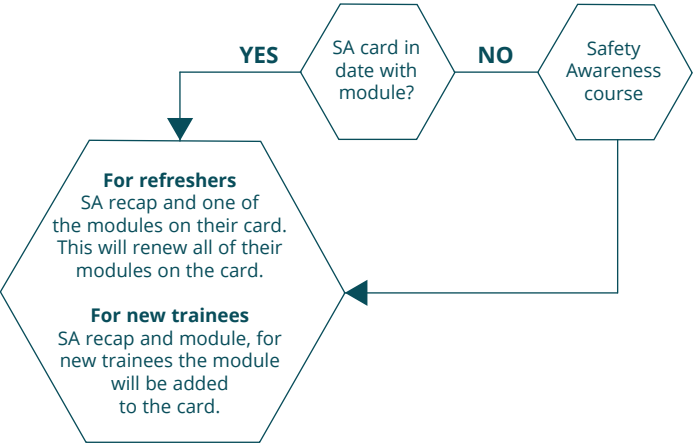 YES
SA card in
date with
module?
NO
Safety
Awareness
course
For refreshers
SA recap and one of
the modules on their card.
This will renew all of their
modules on the card.
For new trainees
SA recap and module, for
new trainees the module
will be added
to the card.